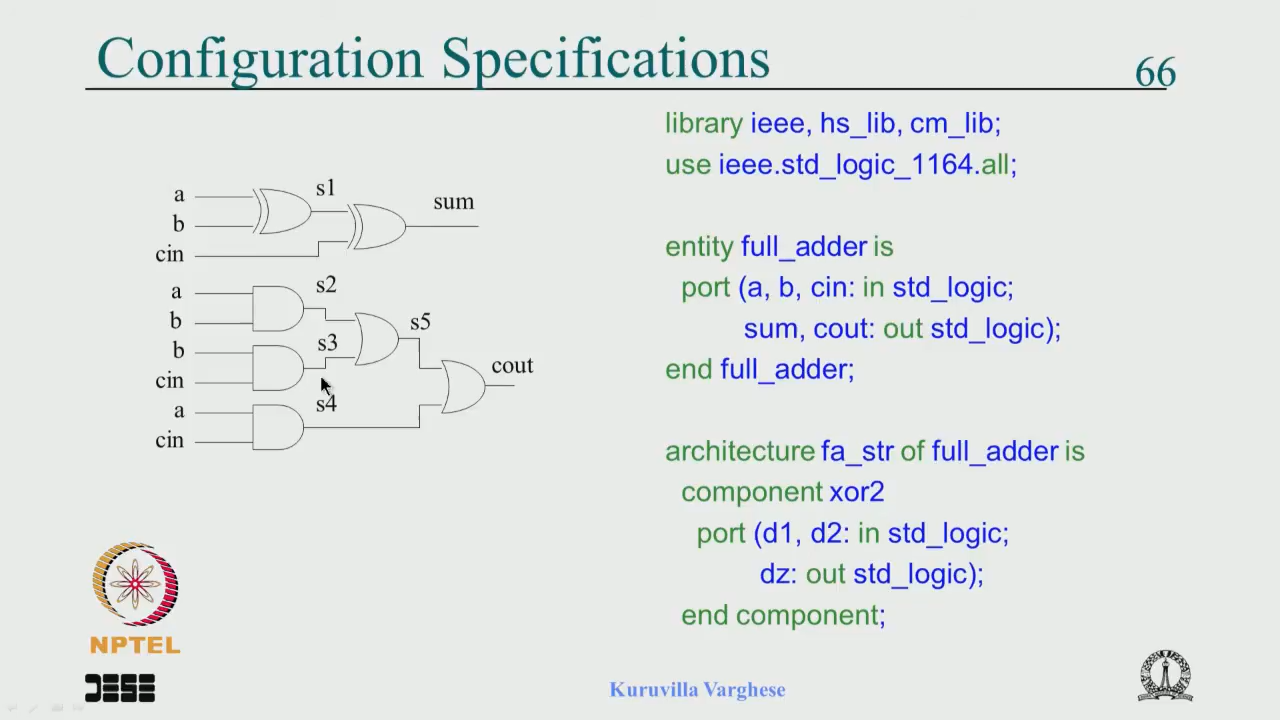 Configuration Specifications
66
a
b
cin
s1
sum
a
b
b
cin
a
cin
s2
s3
s4
s5
cout
library ieee, hs_lib, cm_lib;
use ieee.std_logic_1164.all;
entity full_adder is
port (a, b, cin: in std_logic;
sum, cout: out std_logic);
end full_adder;
architecture fa_str of full_adder is
component xor2
port (d1, d2: in std_logic;
dz: out std_logic);
end component;
NPTEL
DESE
Kuruvilla Varghese